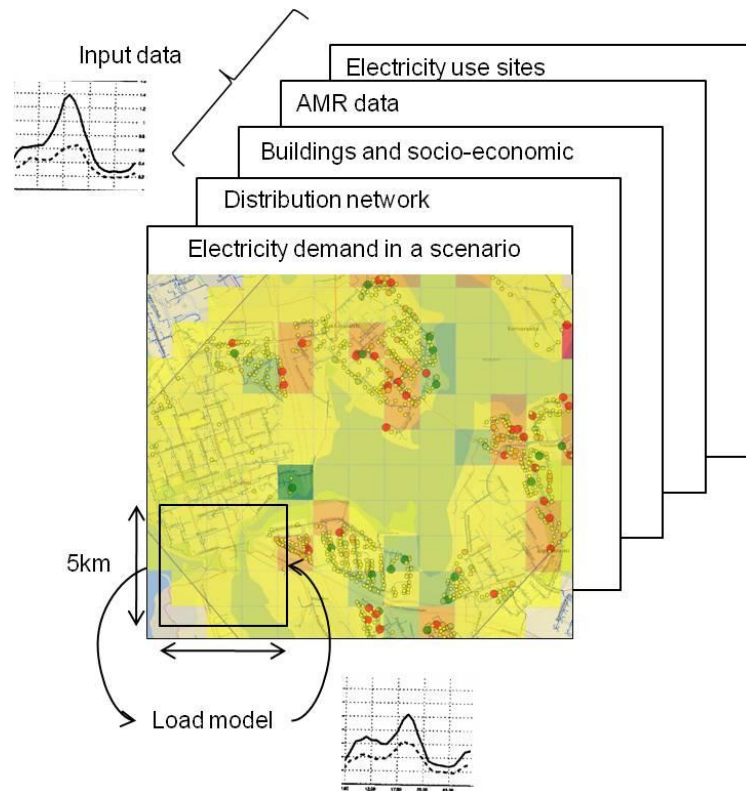 Input data
Electricity use sites
AMR data
Buildings and socio-economic
Distribution network
Electricity demand in a scenario
5km
Load model